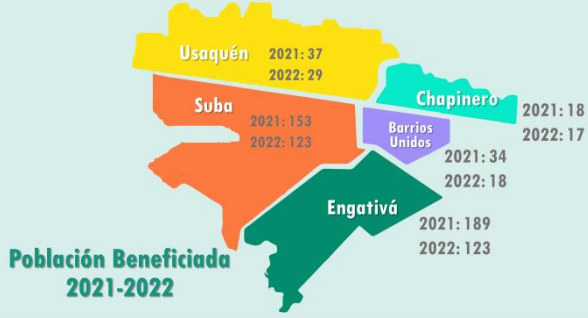 Usaquén
2021: 37
2022: 29
Suba
2021: 153
2022: 123
Chapinero
2021: 18
2022: 17
Barrios
Unidos
2021: 34
2022: 18
Engativá
2021: 189
2022: 123
Población Beneficiada
2021-2022